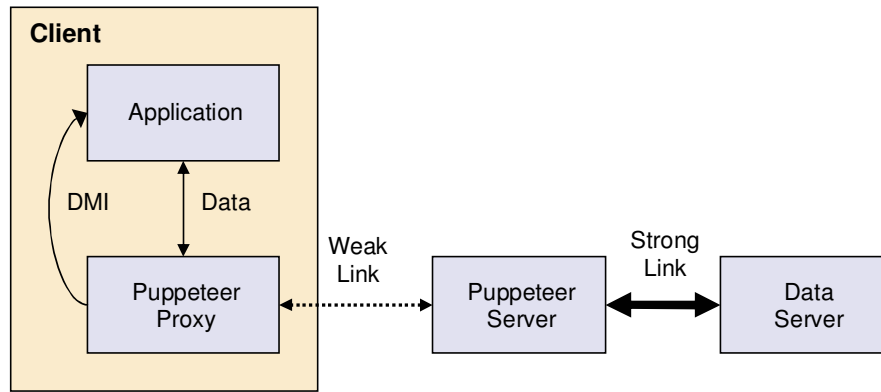 Client
Application
DMI
Data
Puppeteer
Proxy
Weak
Link
Puppeteer
Server
Strong
Link
Data
Server